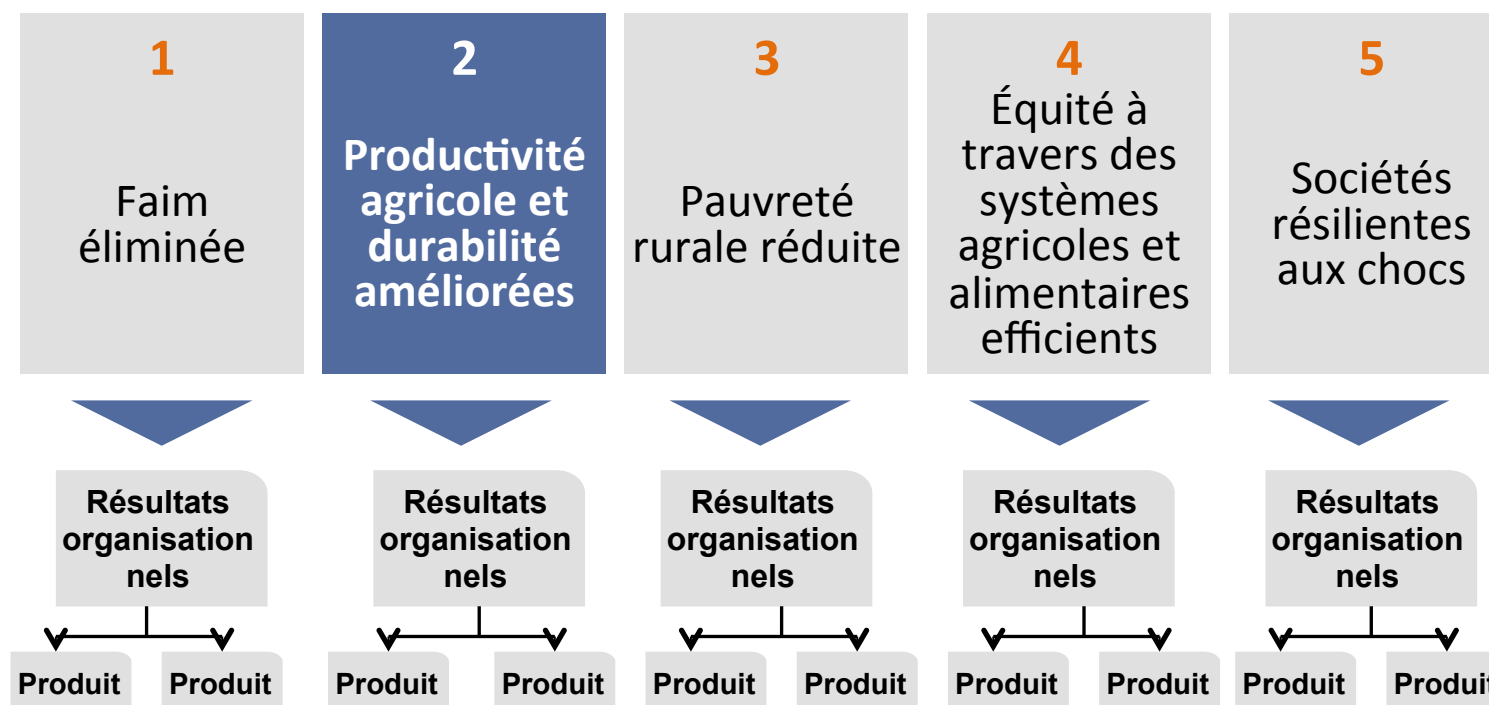 1
Faim
éliminée
2
Productivité
agricole et
durabilité
améliorées
3
Pauvreté
rurale réduite
4
Équité à
travers des
systèmes
agricoles et
alimentaires
efficients
5
Sociétés
résilientes
aux chocs
Résultats
organisation
nels
Résultats
organisation
nels
Résultats
organisation
nels
Résultats
organisation
nels
Résultats
organisation
nels
Produit
Produit
Produit
Produit
Produit
Produit
Produit
Produit
Produit
Produit